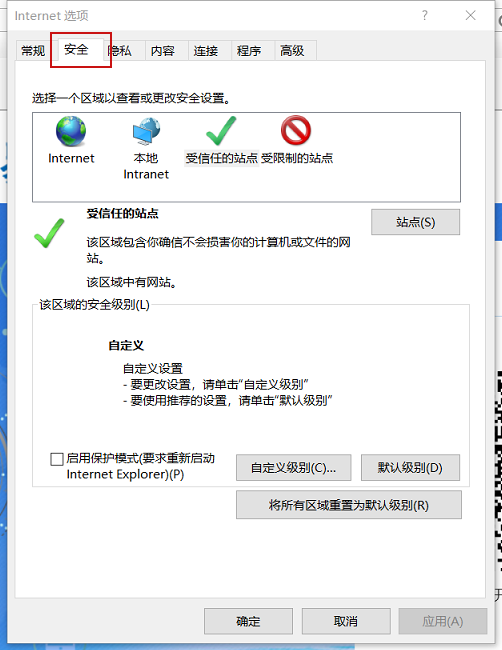 Internet 选项
常规 安全 隐私 内容 连接 程序 高级
选择一个区域以查看或更改安全设置。
Internet
本地
Intranet
受信任的站点
受限制的站点
受信任的站点
站点(S)
该区域包含你确信不会损害你的计算机或文件的网
站。
该区域中有网站。
该区域的安全级别(L)
自定义
自定义设置
- 要更改设置，请单击“自定义级别”
- 要使用推荐的设置，请单击“默认级别”
启用保护模式(要求重新启动
Internet Explorer)(P)
自定义级别(C)...
默认级别(D)
将所有区域重置为默认级别(R)
确定
取消
应用(A)